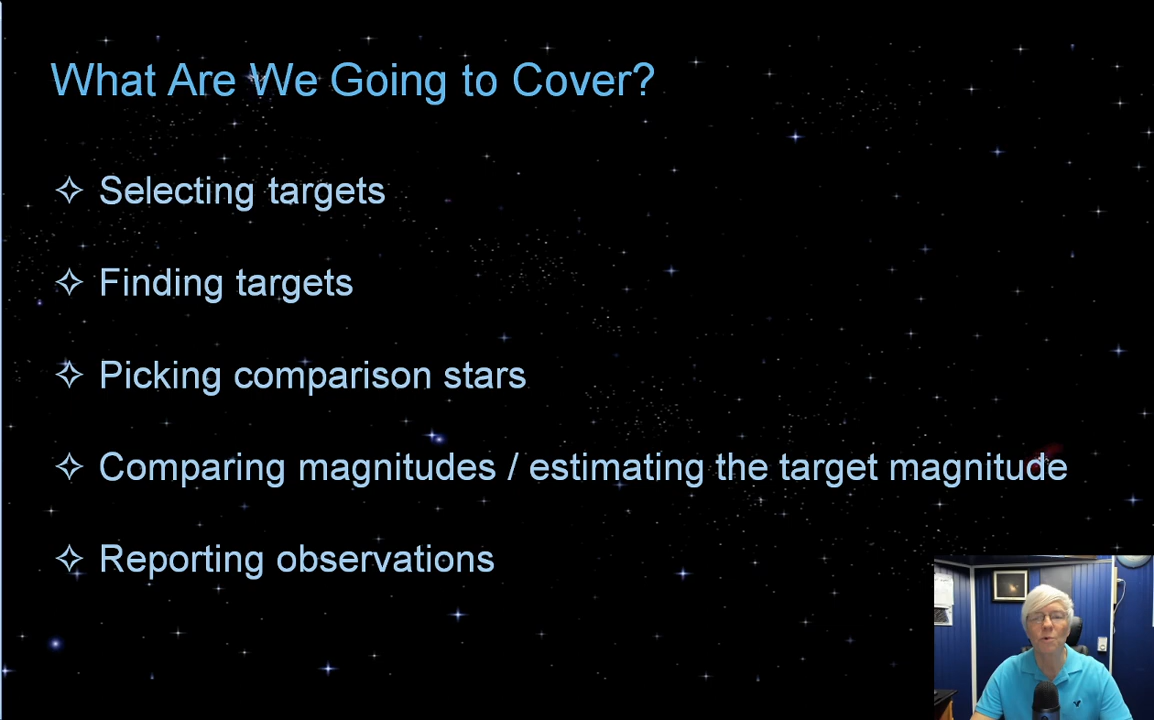 What Are We Going to Cover?
Selecting targets
Finding targets
Picking comparison stars
Comparing magnitudes / estimating the target magnitude
Reporting observations